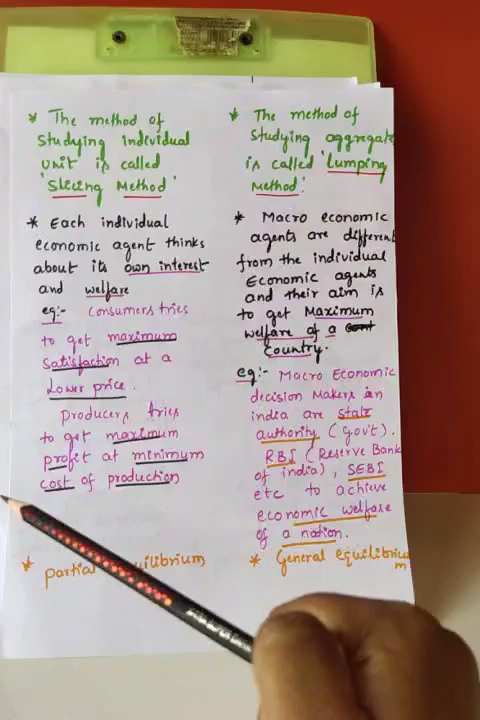 * The method of
studying individual
unit is called
'Slicing Method'
* Each individual
economic agent thinks
about its own interest
and welfare
eg:- Consumers tries
to get maximum
satisfaction at a
Lower price.
Producers tries
to get maximum
profit at minimum
cost of production
* partial
* The method of
studying aggregate
is called 'Lumping
Method'.
* Macro economic
agents are different
from the individual
Economic agents
and their aim is
to get Maximum
welfare of a
Country.
eg:- Macro Economic
decision Makers in
india are state
authority (Gov't).
RBI (Reserve Bank
of india), SEBI
etc to achieve
economic welfare
of a nation.
* General equilibrium